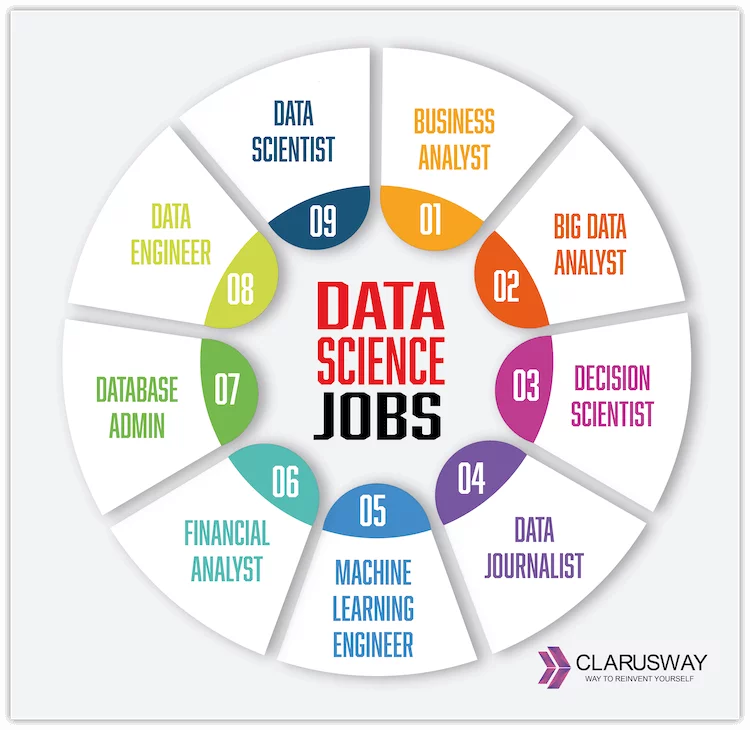 DATA
SCIENCE
JOBS
01
BUSINESS
ANALYST
02
BIG DATA
ANALYST
03
DECISION
SCIENTIST
04
DATA
JOURNALIST
05
MACHINE
LEARNING
ENGINEER
06
FINANCIAL
ANALYST
07
DATABASE
ADMIN
08
DATA
ENGINEER
09
DATA
SCIENTIST
CLARUSWAY
WAY TO REINVENT YOURSELF